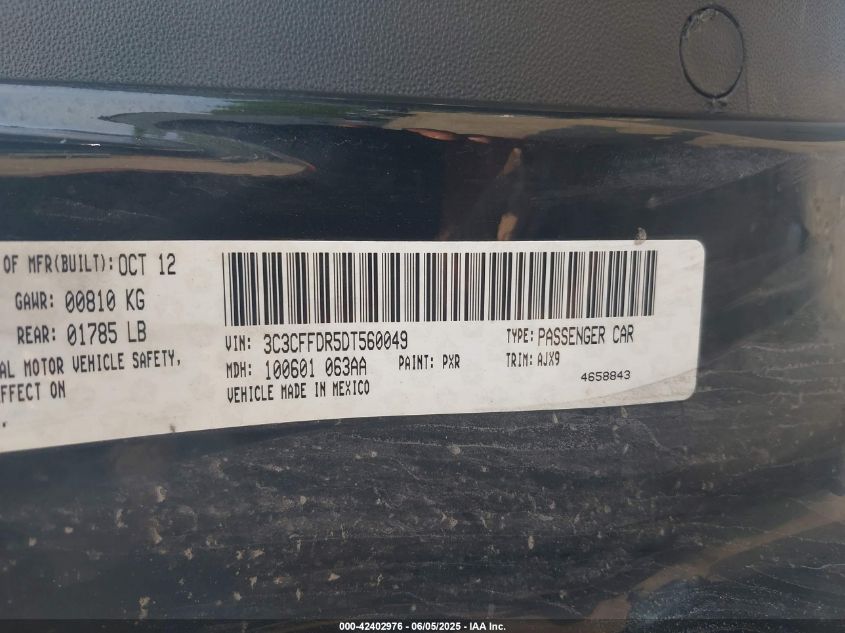 OF MFR(BUILT): OCT 12
GAWR: 00810 KG
REAR: 01785 LB
AL MOTOR VEHICLE SAFETY,
FFECT ON
VIN: 3C3CFFDR5DT560049
TYPE: PASSENGER CAR
MDH: 100601 063AA
PAINT: PXR
TRIM: AJX9
VEHICLE MADE IN MEXICO
4658843
000-42402976 - 06/05/2025 - IAA Inc.